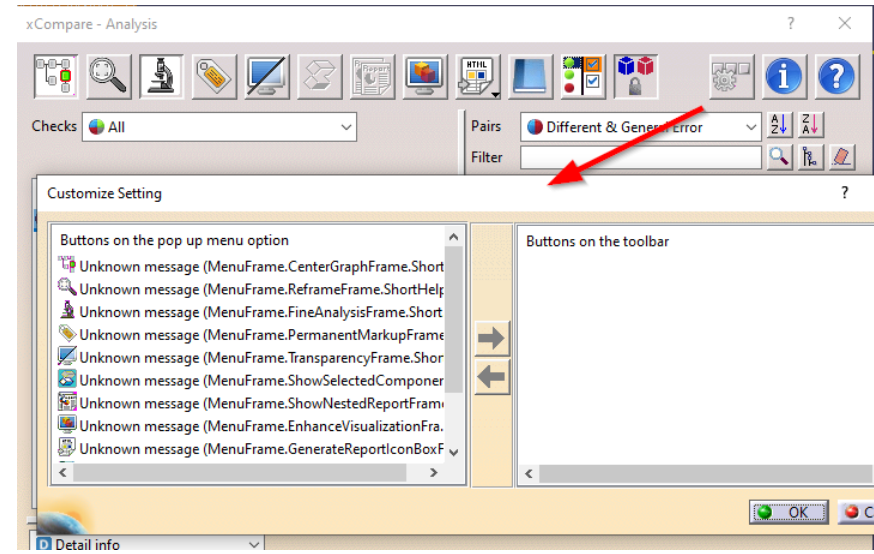 xCompare - Analysis
?
Report
HTML
Checks All
Pairs Different & General Error
A Z
Z A
Filter
Customize Setting
?
Buttons on the pop up menu option
Buttons on the toolbar
Unknown message (MenuFrame.CenterGraphFrame.Short
Unknown message (MenuFrame.ReframeFrame.ShortHelp
Unknown message (MenuFrame.FineAnalysisFrame.Short
Unknown message (MenuFrame.PermanentMarkupFrame
Unknown message (MenuFrame.TransparencyFrame.Shor
Unknown message (MenuFrame.ShowSelectedComponen
Unknown message (MenuFrame.ShowNestedReportFram
Unknown message (MenuFrame.EnhanceVisualizationFra.
Unknown message (MenuFrame.GenerateReportIconBoxF
OK
C
D Detail info